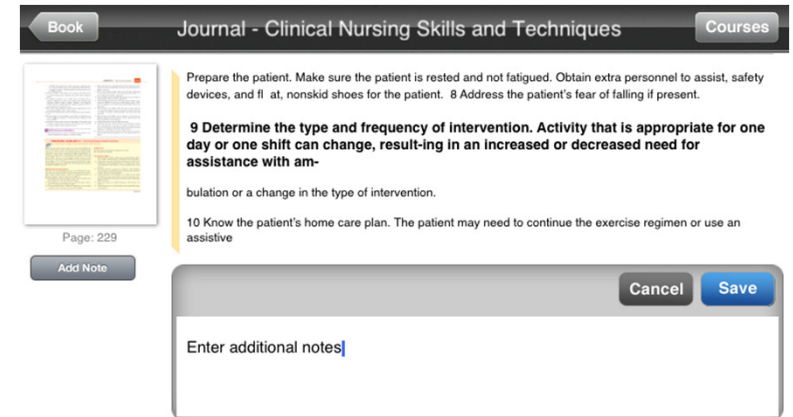 Book
Journal - Clinical Nursing Skills and Techniques
Courses
Prepare the patient. Make sure the patient is rested and not fatigued. Obtain extra personnel to assist, safety
devices, and fl  at, nonskid shoes for the patient.  8 Address the patient's fear of falling if present.
9 Determine the type and frequency of intervention. Activity that is appropriate for one
day or one shift can change, result-ing in an increased or decreased need for
assistance with am-
bulation or a change in the type of intervention.
10 Know the patient's home care plan. The patient may need to continue the exercise regimen or use an
assistive
Page: 229
Add Note
Cancel
Save
Enter additional notes